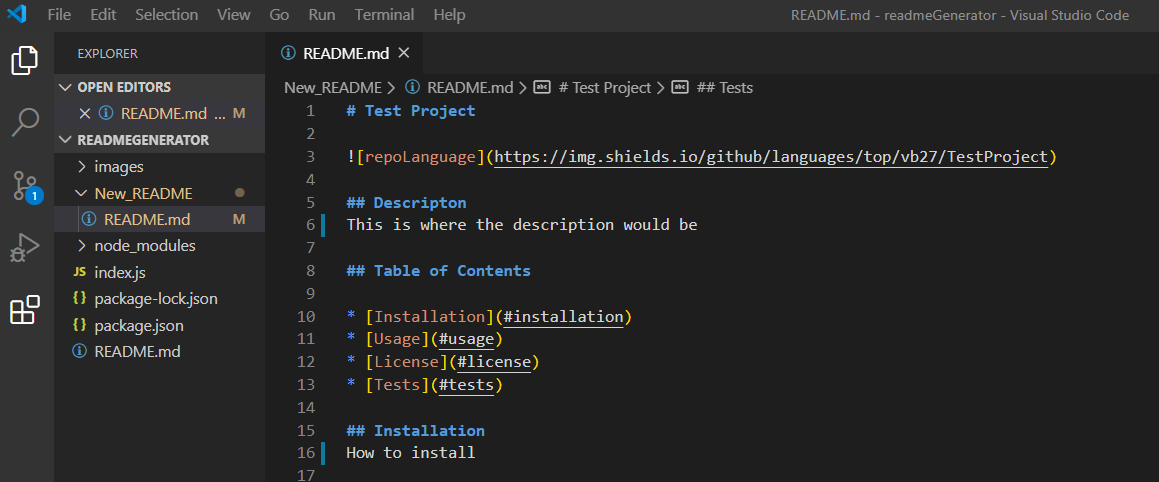 File Edit Selection View Go Run Terminal Help README.md - readmeGenerator - Visual Studio Code
EXPLORER
OPEN EDITORS
README.md ... M
READMEGENERATOR
images
New_README
README.md M
node_modules
JS index.js
{} package-lock.json
{} package.json
README.md
1
README.md
New_README > README.md > # Test Project > ## Tests
1 # Test Project
2
3 ![repoLanguage](https://img.shields.io/github/languages/top/vb27/TestProject)
4
5 ## Descripton
6 This is where the description would be
7
8 ## Table of Contents
9
10 * [Installation](#installation)
11 * [Usage](#usage)
12 * [License](#license)
13 * [Tests](#tests)
14
15 ## Installation
16 How to install
17